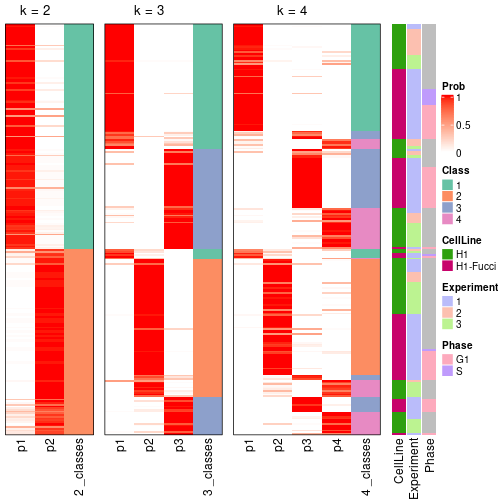 k = 2
k = 3
k = 4
p1
p2
2_classes
p1
p2
p3
3_classes
p1
p2
p3
p4
4_classes
CellLine
Experiment
Phase
Prob
1
0.5
0
Class
1
2
3
4
CellLine
H1
H1-Fucci
Experiment
1
2
3
Phase
G1
S